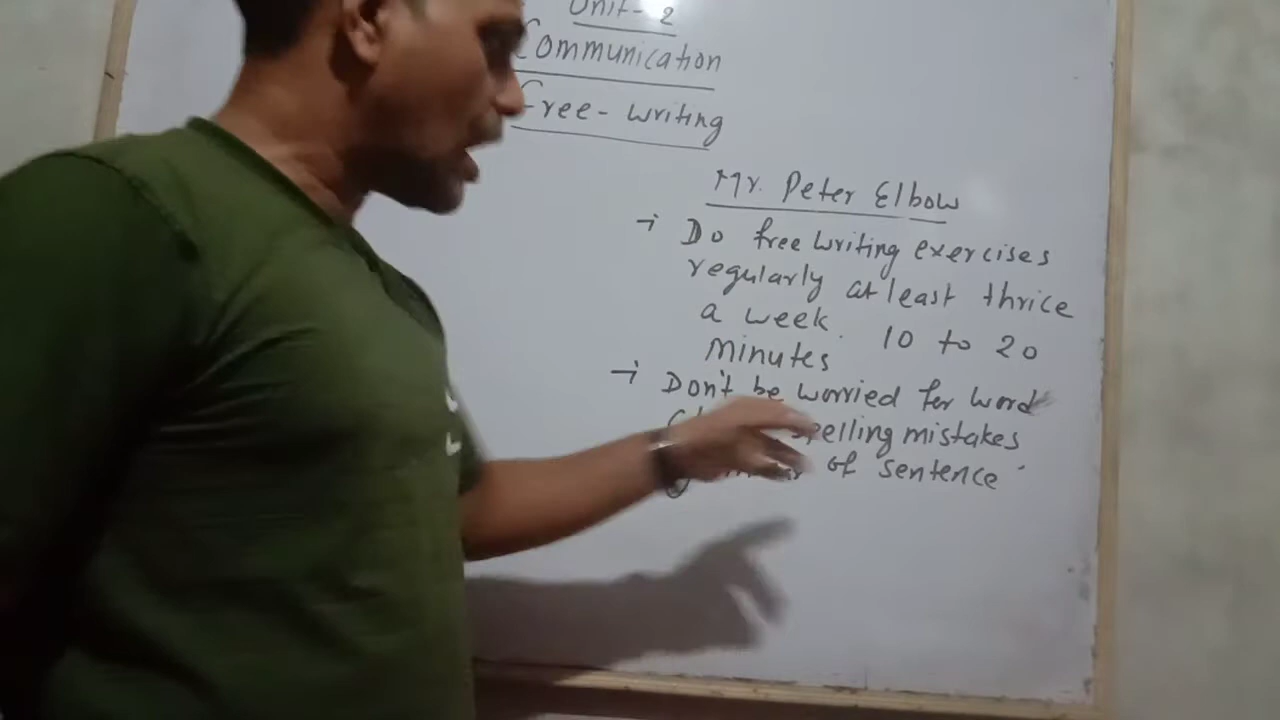 Unit- 2
Communication
Free- Writing
Mr. Peter Elbow
→ Do free Writing exercises
regularly at least thrice
a week. 10 to 20
Minutes
→ Don't be worried for word
spelling mistakes
of sentence